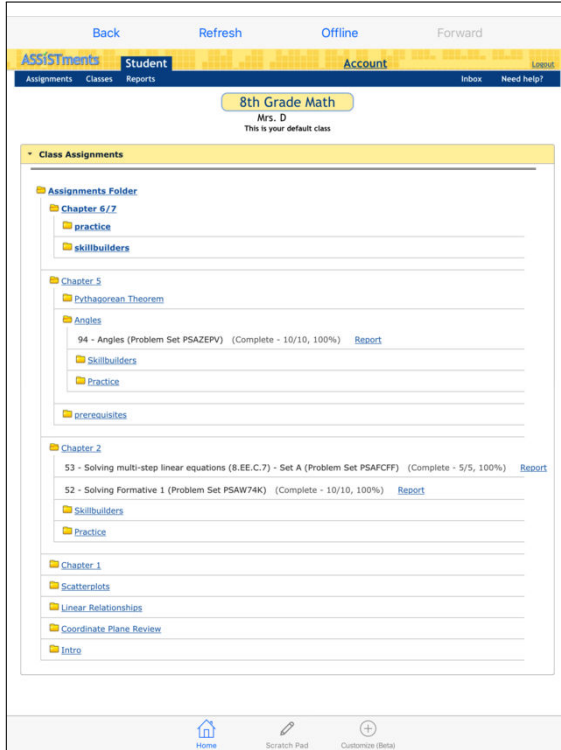 Back Refresh Offline Forward
ASSISTments Student Account Logout
Assignments Classes Reports Inbox Need help?
8th Grade Math
Mrs. D
This is your default class
Class Assignments
Assignments Folder
Chapter 6/7
practice
skillbuilders
Chapter 5
Pythagorean Theorem
Angles
94 - Angles (Problem Set PSAZEPV) (Complete - 10/10, 100%) Report
Skillbuilders
Practice
prerequisites
Chapter 2
53 - Solving multi-step linear equations (8.EE.C.7) - Set A (Problem Set PSAFCFF) (Complete - 5/5, 100%) Report
52 - Solving Formative 1 (Problem Set PSAW74K) (Complete - 10/10, 100%) Report
Skillbuilders
Practice
Chapter 1
Scatterplots
Linear Relationships
Coordinate Plane Review
Intro
Home Scratch Pad Customize (Beta)